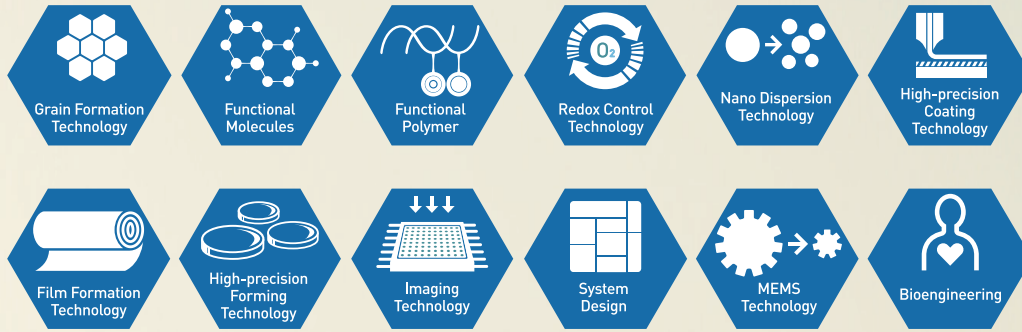 Grain Formation
Technology
Functional
Molecules
Functional
Polymer
O₂
Redox Control
Technology
Nano Dispersion
Technology
High-precision
Coating
Technology
Film Formation
Technology
High-precision
Forming
Technology
Imaging
Technology
System
Design
MEMS
Technology
Bioengineering